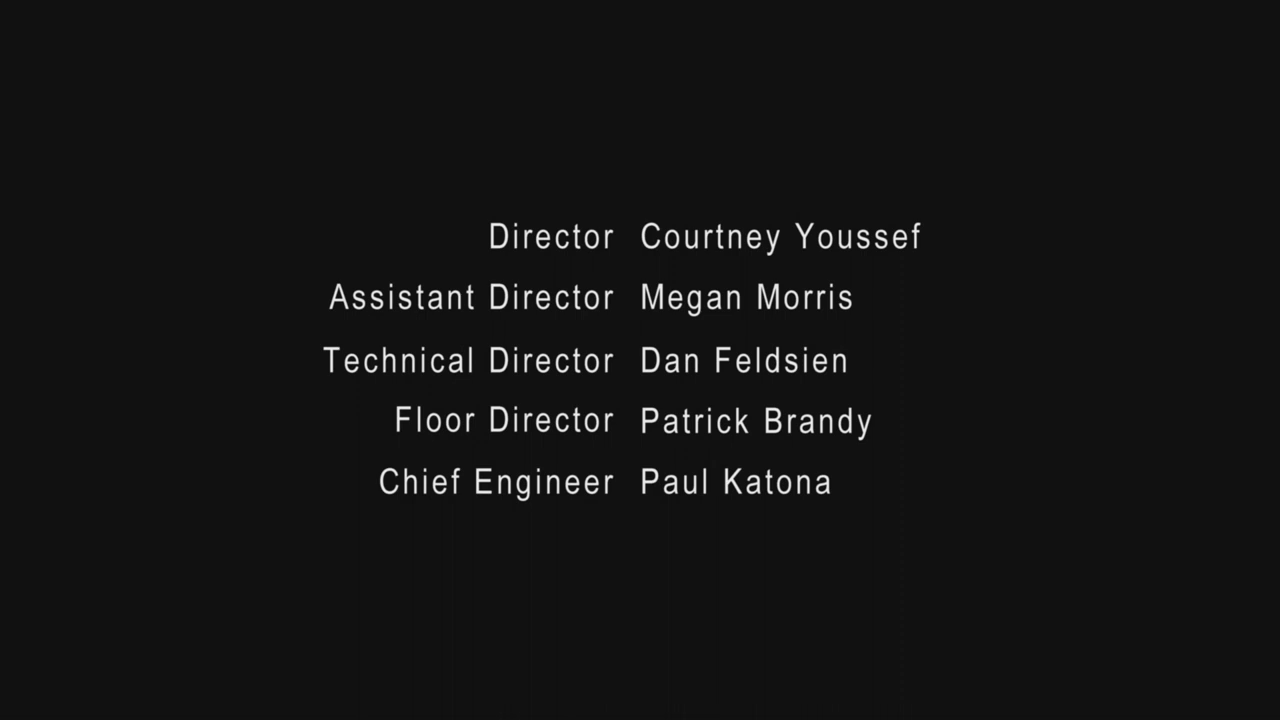 Director Courtney Youssef
Assistant Director Megan Morris
Technical Director Dan Feldsien
Floor Director Patrick Brandy
Chief Engineer Paul Katona